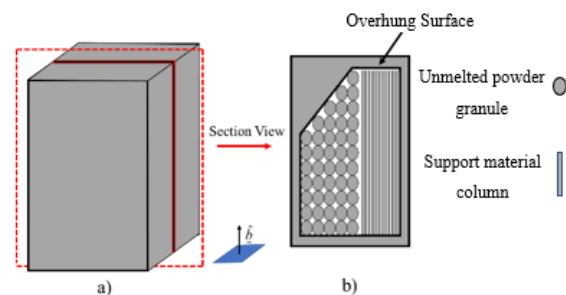 Overhung Surface
Unmelted powder
granule
Section View
Support material
column
b̂
a)
b)